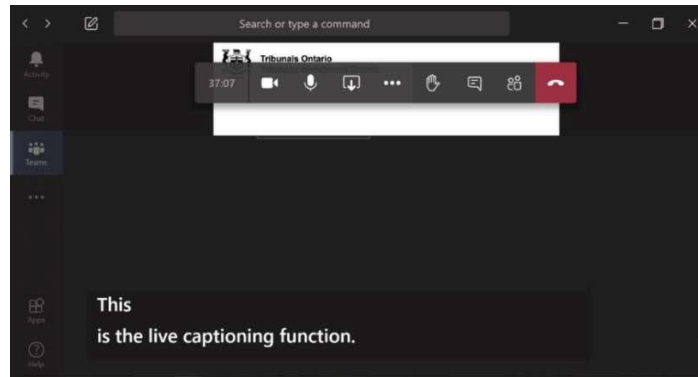 Search or type a command
Activity
Tribunals Ontario
37:07
Chat
Teams
Apps
Help
This
is the live captioning function.